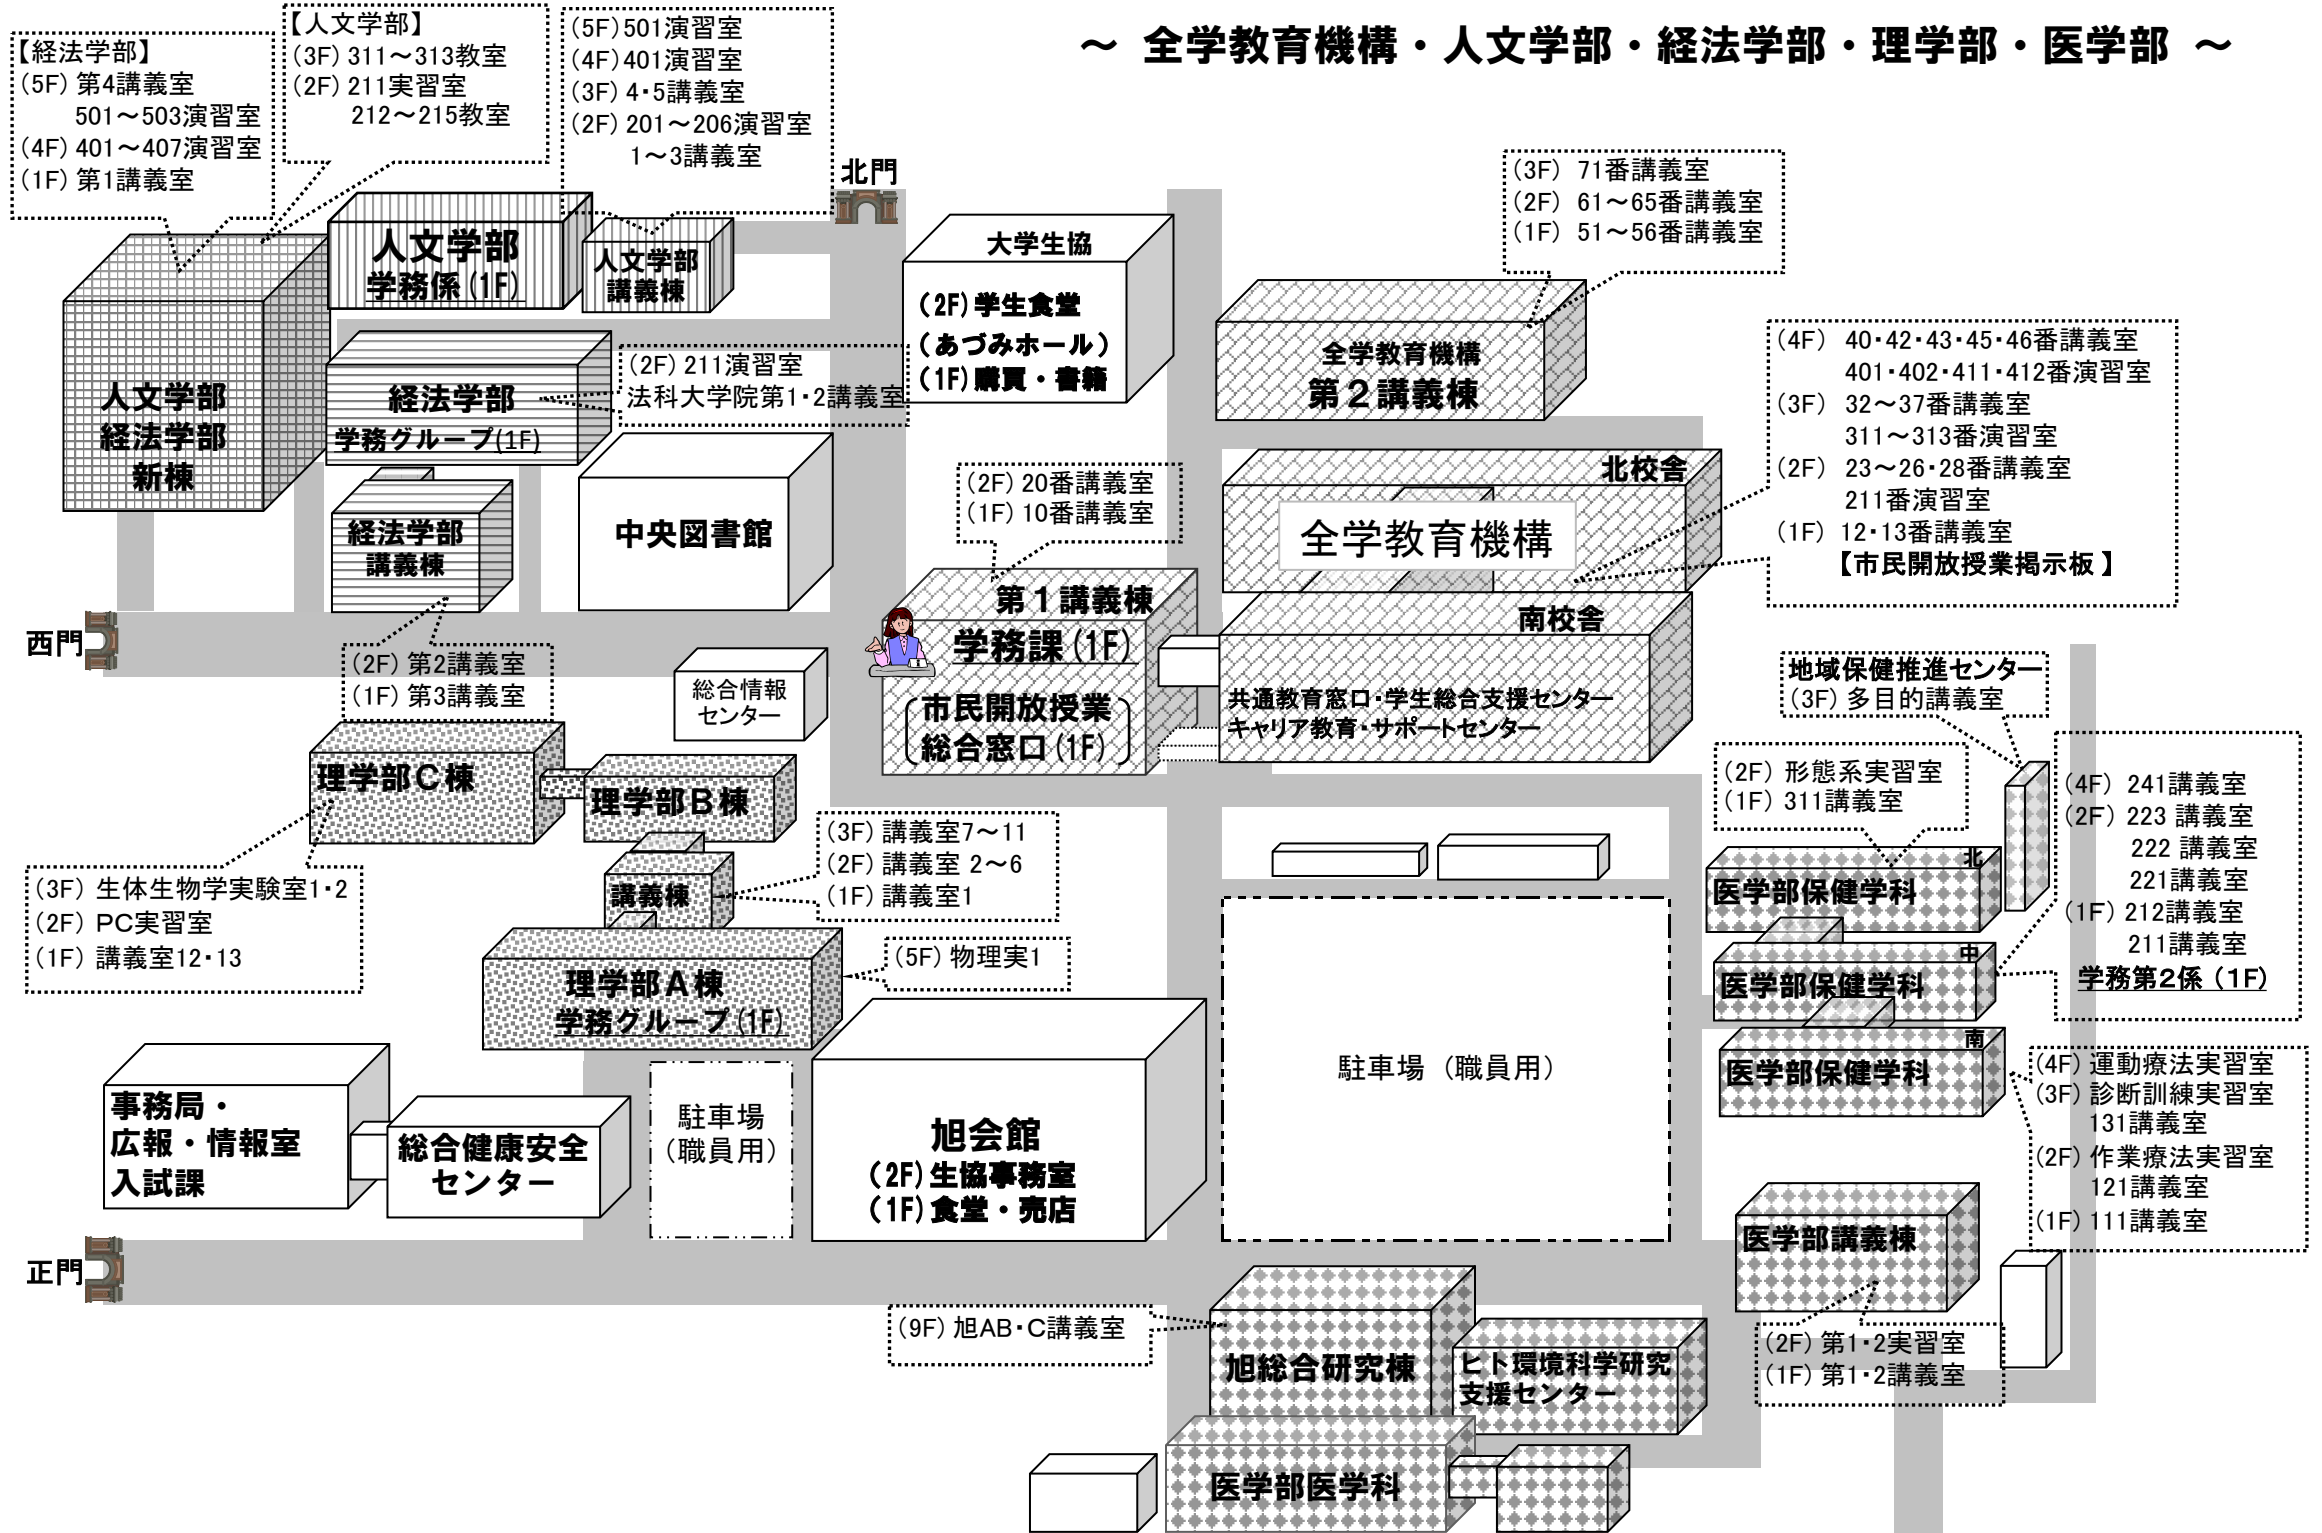 ～ 全学教育機構・人文学部・経法学部・理学部・医学部 ～
【経法学部】
(5F) 第4講義室
501～503演習室
(4F) 401～407演習室
(1F) 第1講義室
【人文学部】
(3F) 311～313教室
(2F) 211実習室
212～215教室
(5F) 501演習室
(4F) 401演習室
(3F) 4・5講義室
(2F) 201～206演習室
1～3講義室
北門
(3F) 71番講義室
(2F) 61～65番講義室
(1F) 51～56番講義室
人文学部
学務係(1F)
人文学部
講義棟
大学生協
(2F) 学生食堂
(あづみホール)
(1F) 購買・書籍
全学教育機構
第２講義棟
(4F) 40・42・43・45・46番講義室
401・402・411・412番演習室
(3F) 32～37番講義室
311～313番演習室
(2F) 23～26・28番講義室
211番演習室
(1F) 12・13番講義室
【市民開放授業掲示板】
人文学部
経法学部
新棟
経法学部
学務グループ(1F)
(2F) 211演習室
法科大学院第1・2講義室
経法学部
講義棟
中央図書館
(2F) 20番講義室
(1F) 10番講義室
北校舎
全学教育機構
西門
(2F) 第2講義室
(1F) 第3講義室
総合情報
センター
第１講義棟
学務課(1F)
市民開放授業
総合窓口(1F)
南校舎
共通教育窓口・学生総合支援センター
キャリア教育・サポートセンター
地域保健推進センター
(3F) 多目的講義室
(2F) 形態系実習室
(1F) 311講義室
(4F) 241講義室
(2F) 223 講義室
222 講義室
221講義室
(1F) 212講義室
211講義室
学務第2係 (1F)
理学部Ｃ棟
理学部Ｂ棟
(3F) 講義室7～11
(2F) 講義室 2～6
(1F) 講義室1
講義棟
(3F) 生体生物学実験室1・2
(2F) PC実習室
(1F) 講義室12・13
(5F) 物理実1
理学部Ａ棟
学務グループ(1F)
北
医学部保健学科
中
医学部保健学科
南
医学部保健学科
(4F) 運動療法実習室
(3F) 診断訓練実習室
131講義室
(2F) 作業療法実習室
121講義室
(1F) 111講義室
事務局・
広報・情報室
入試課
総合健康安全
センター
駐車場
(職員用)
旭会館
(2F) 生協事務室
(1F) 食堂・売店
駐車場 (職員用)
医学部講義棟
(2F) 第1・2実習室
(1F) 第1・2講義室
正門
(9F) 旭AB・C講義室
旭総合研究棟
ヒト環境科学研究
支援センター
医学部医学科